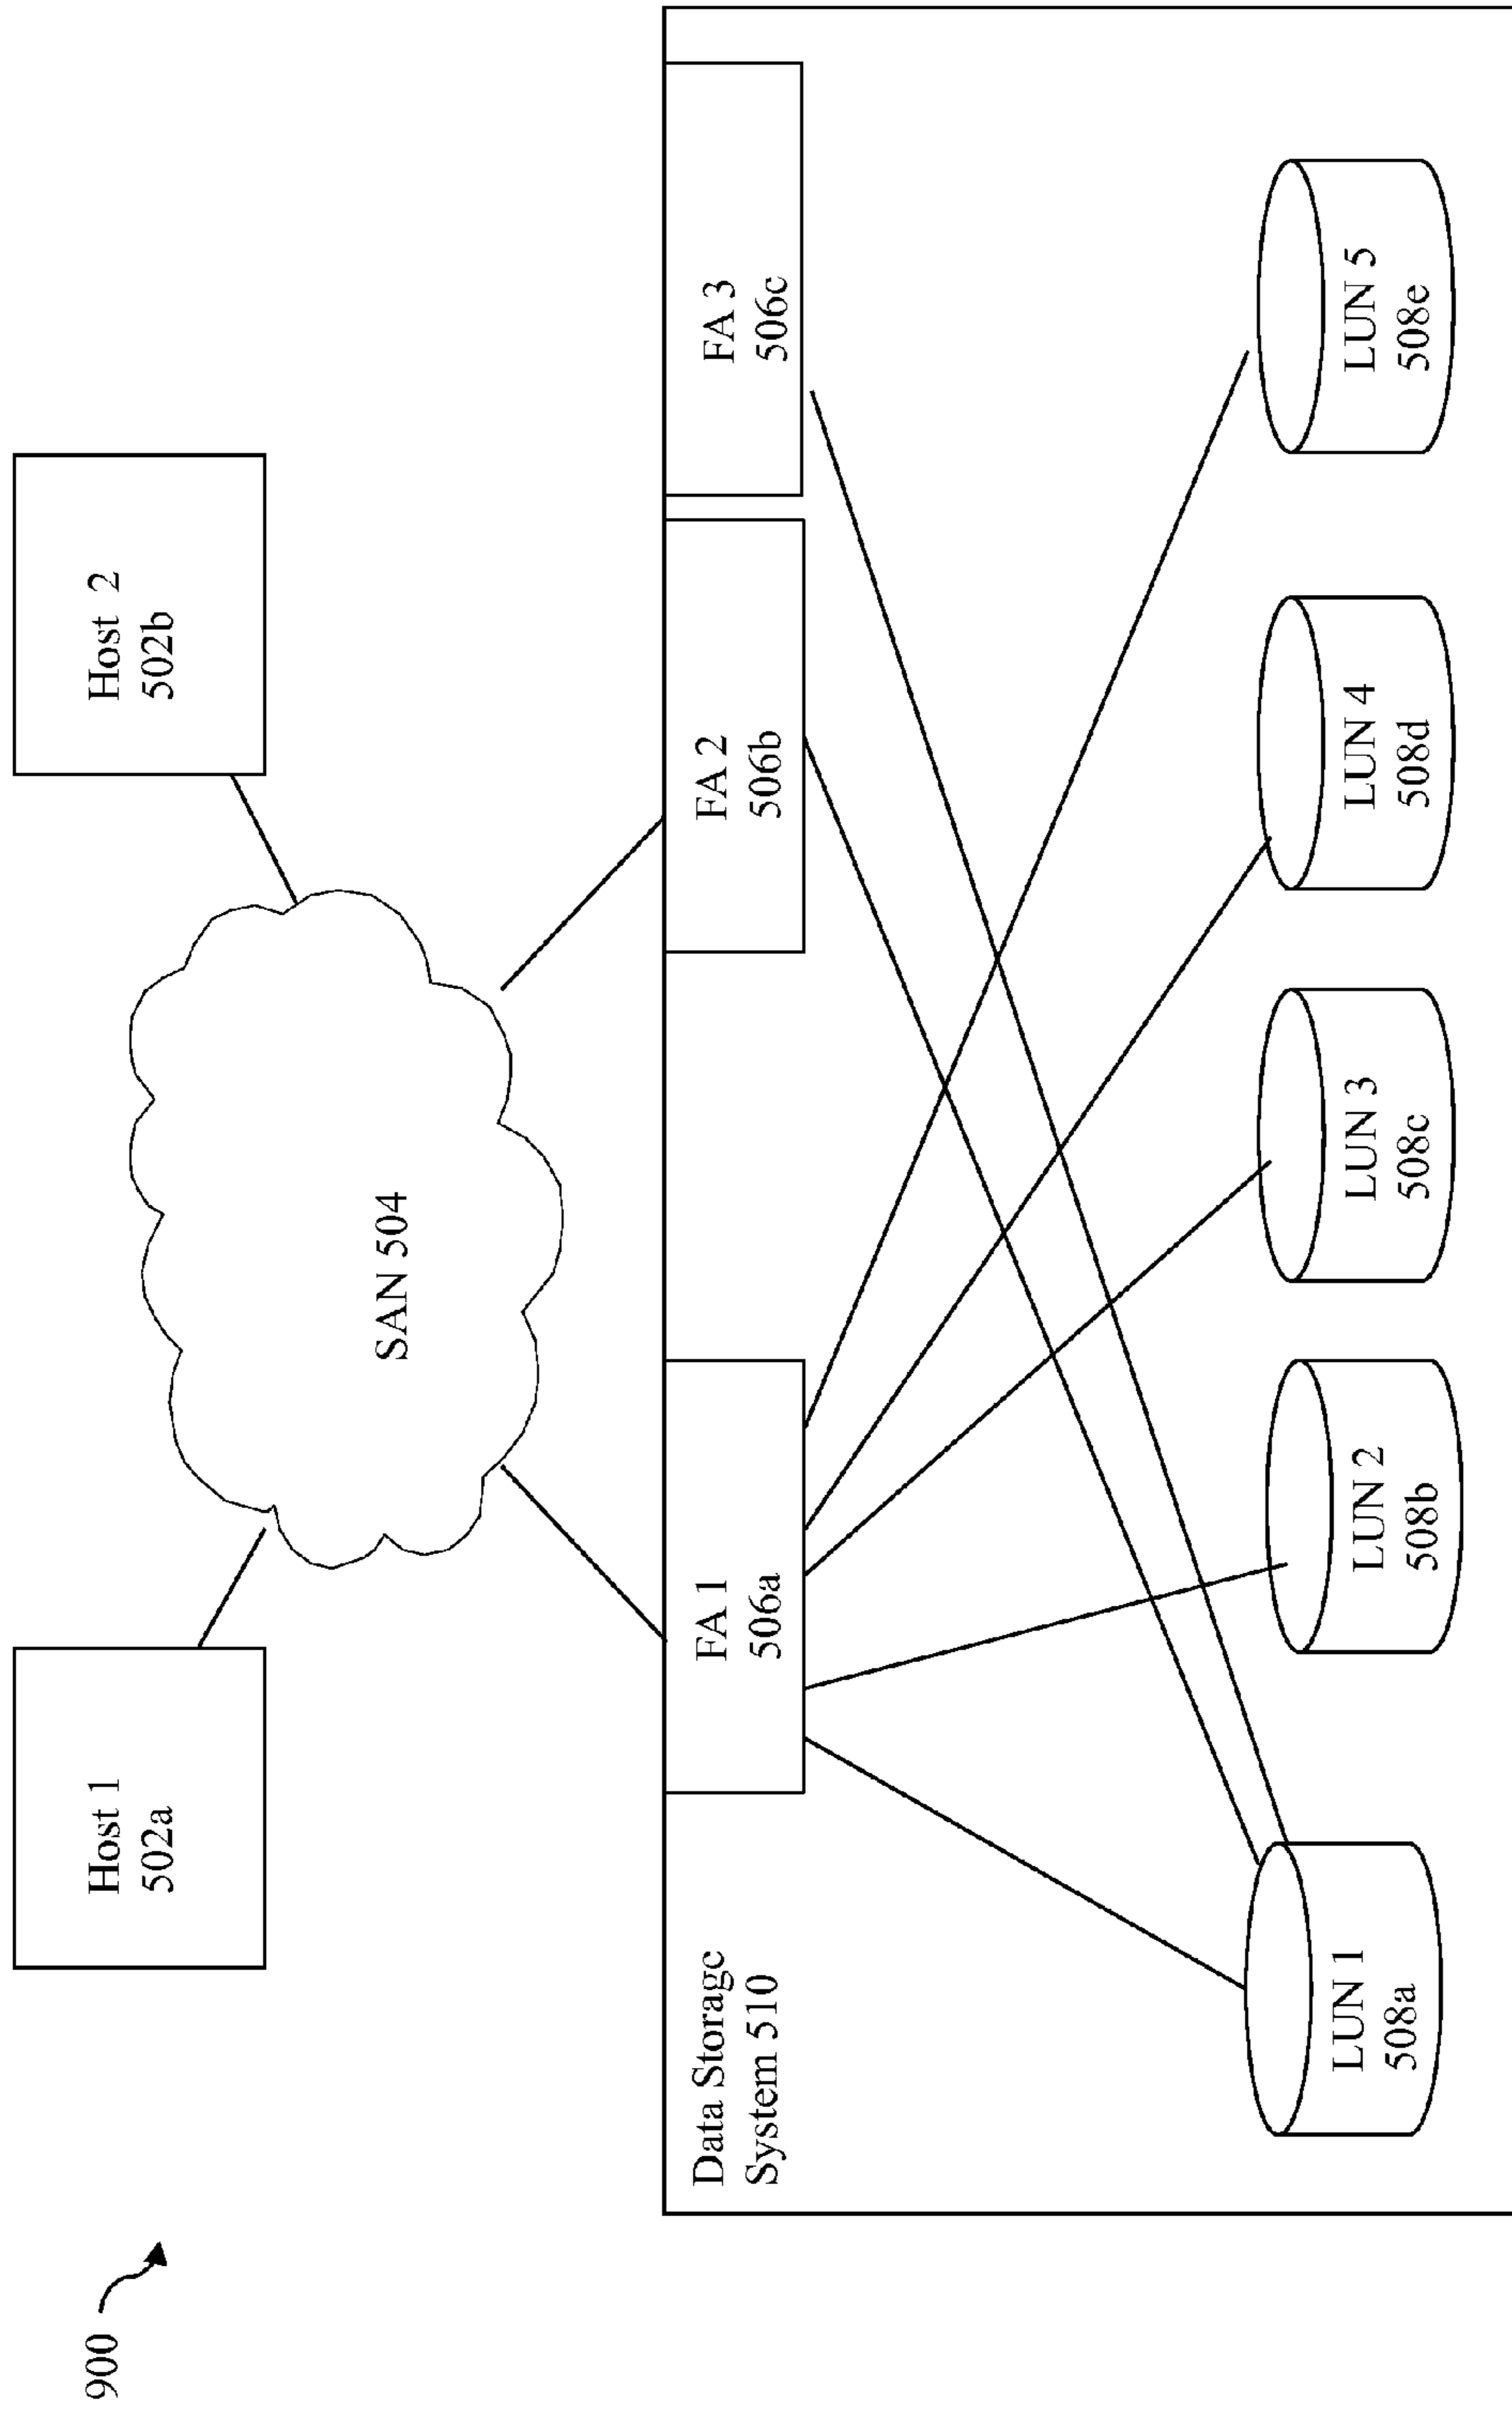 900
Host 1
502a
Host 2
502b
SAN 504
Data Storage
System 510
FA 1
506a
FA 2
506b
FA 3
506c
LUN 1
508a
LUN 2
508b
LUN 3
508c
LUN 4
508d
LUN 5
508e